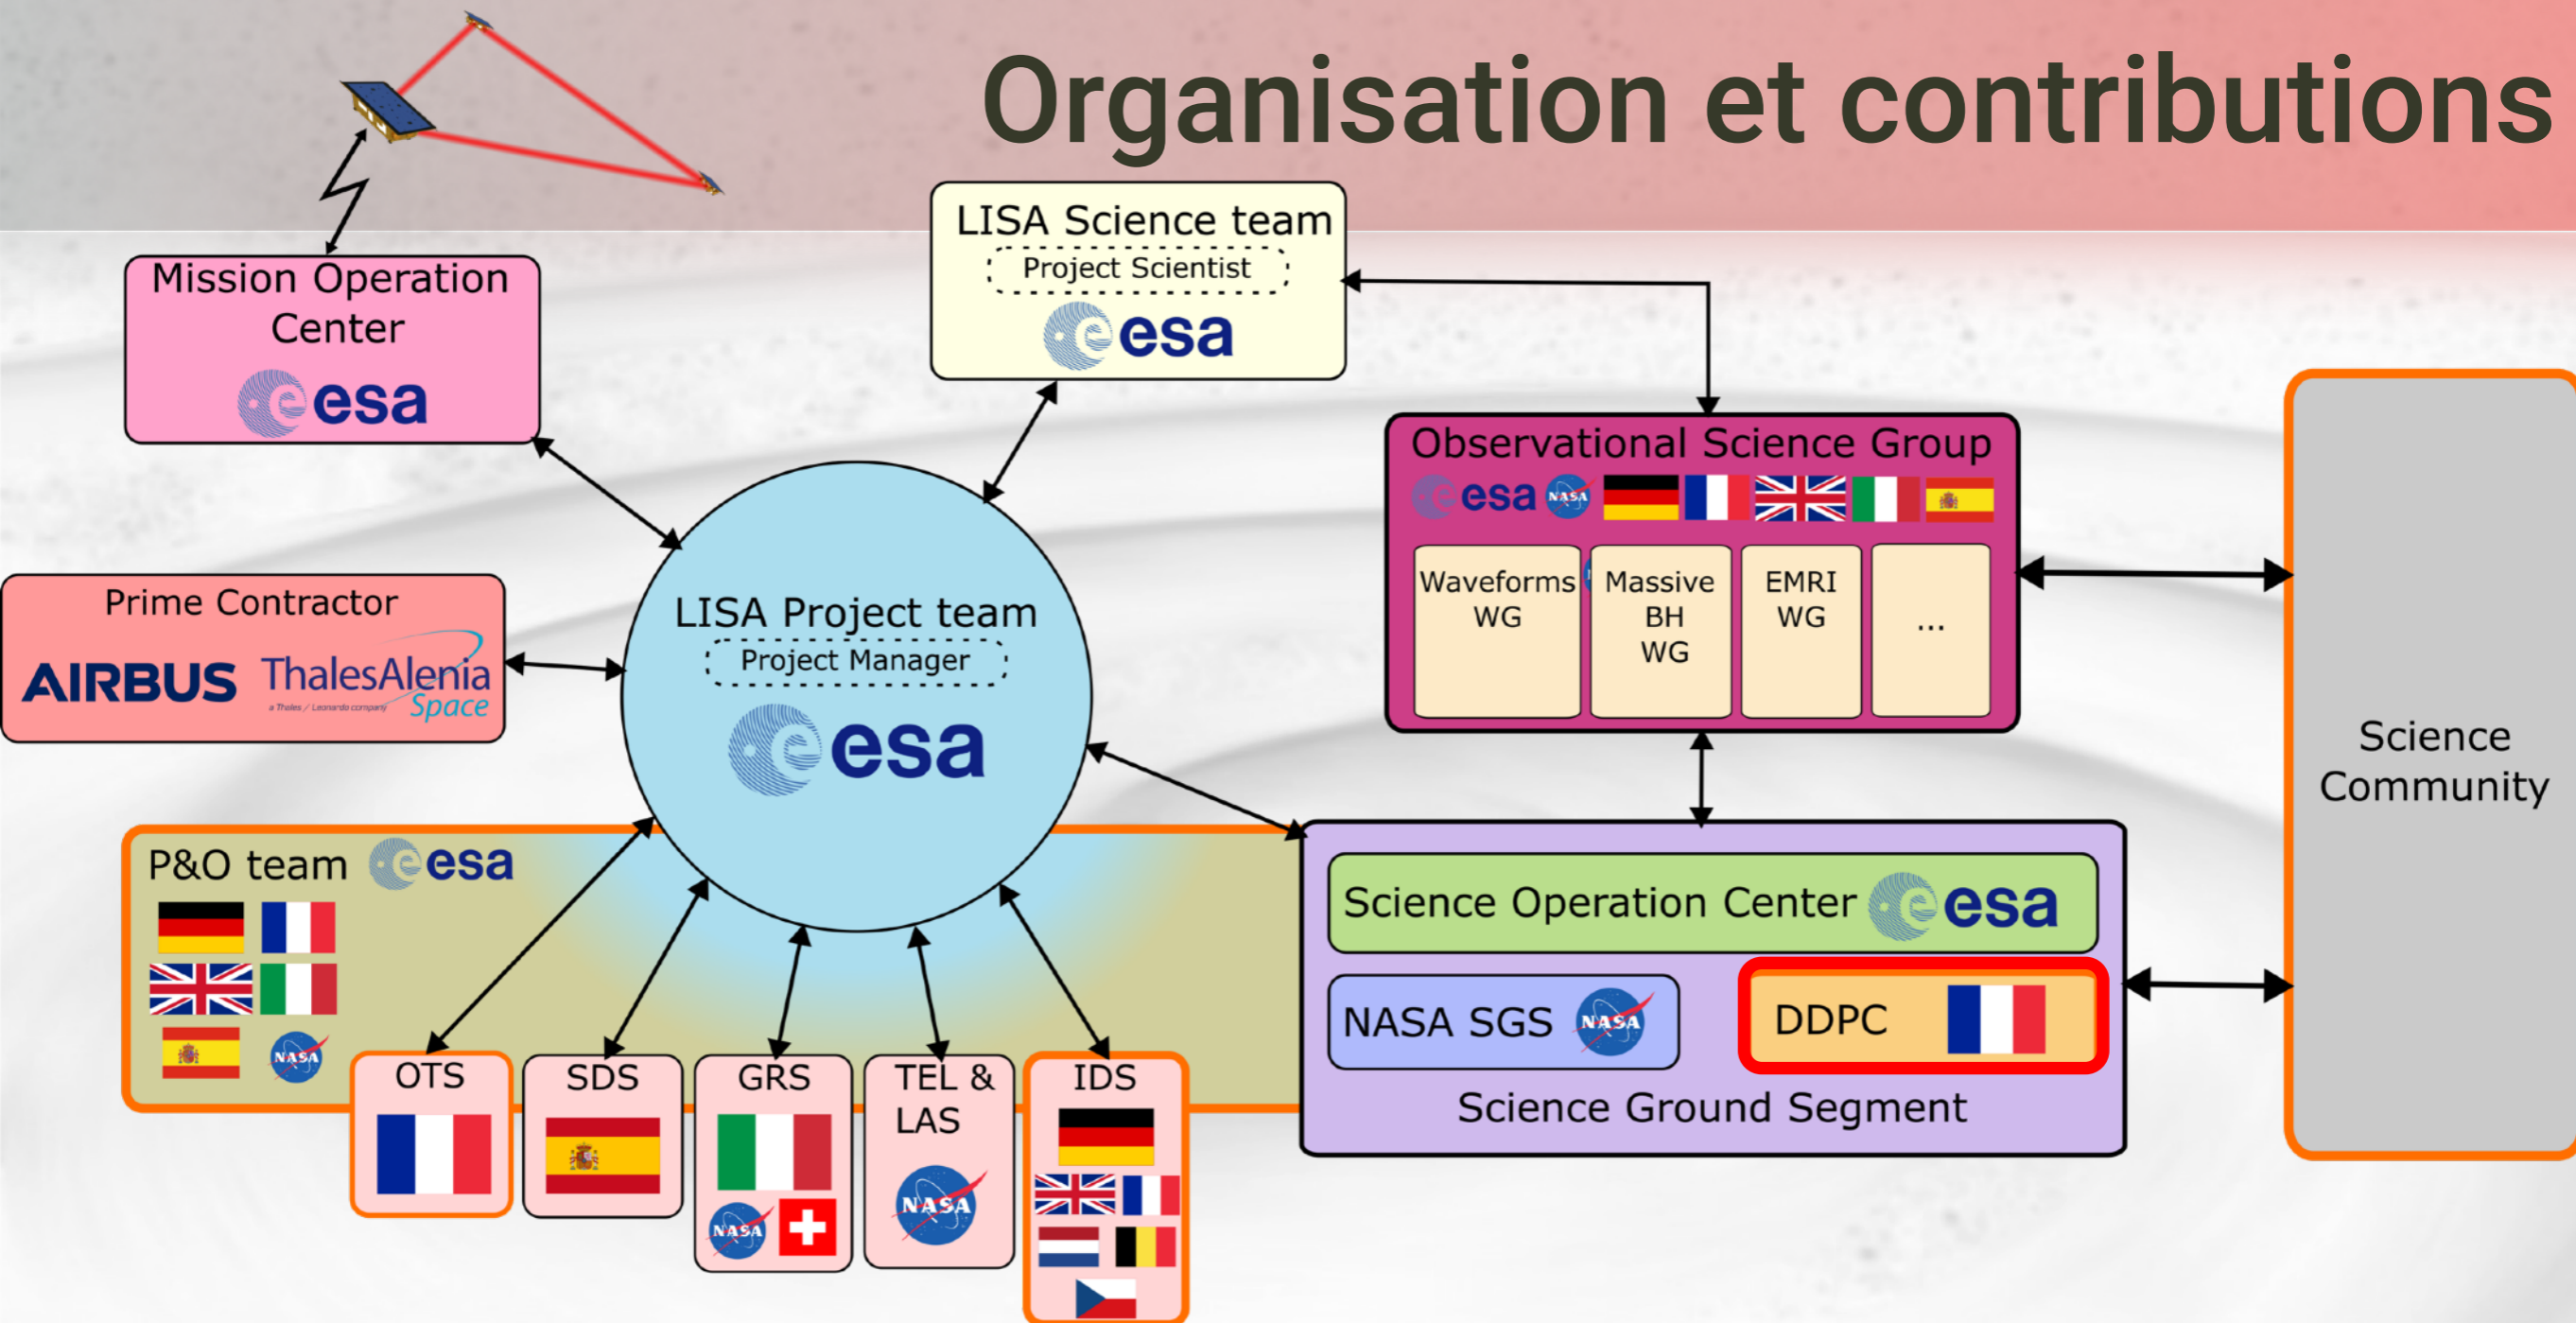 Organisation et contributions
LISA Science team
Project Scientist
esa
Mission Operation
Center
esa
Observational Science Group
esa NASA
Waveforms
WG
Massive
BH
WG
EMRI
WG
...
Prime Contractor
AIRBUS ThalesAlenia
a Thales / Leonardo company Space
LISA Project team
Project Manager
esa
Science
Community
P&O team esa
NASA
Science Operation Center esa
NASA SGS NASA
DDPC
Science Ground Segment
OTS
SDS
GRS
NASA
TEL &
LAS
NASA
IDS